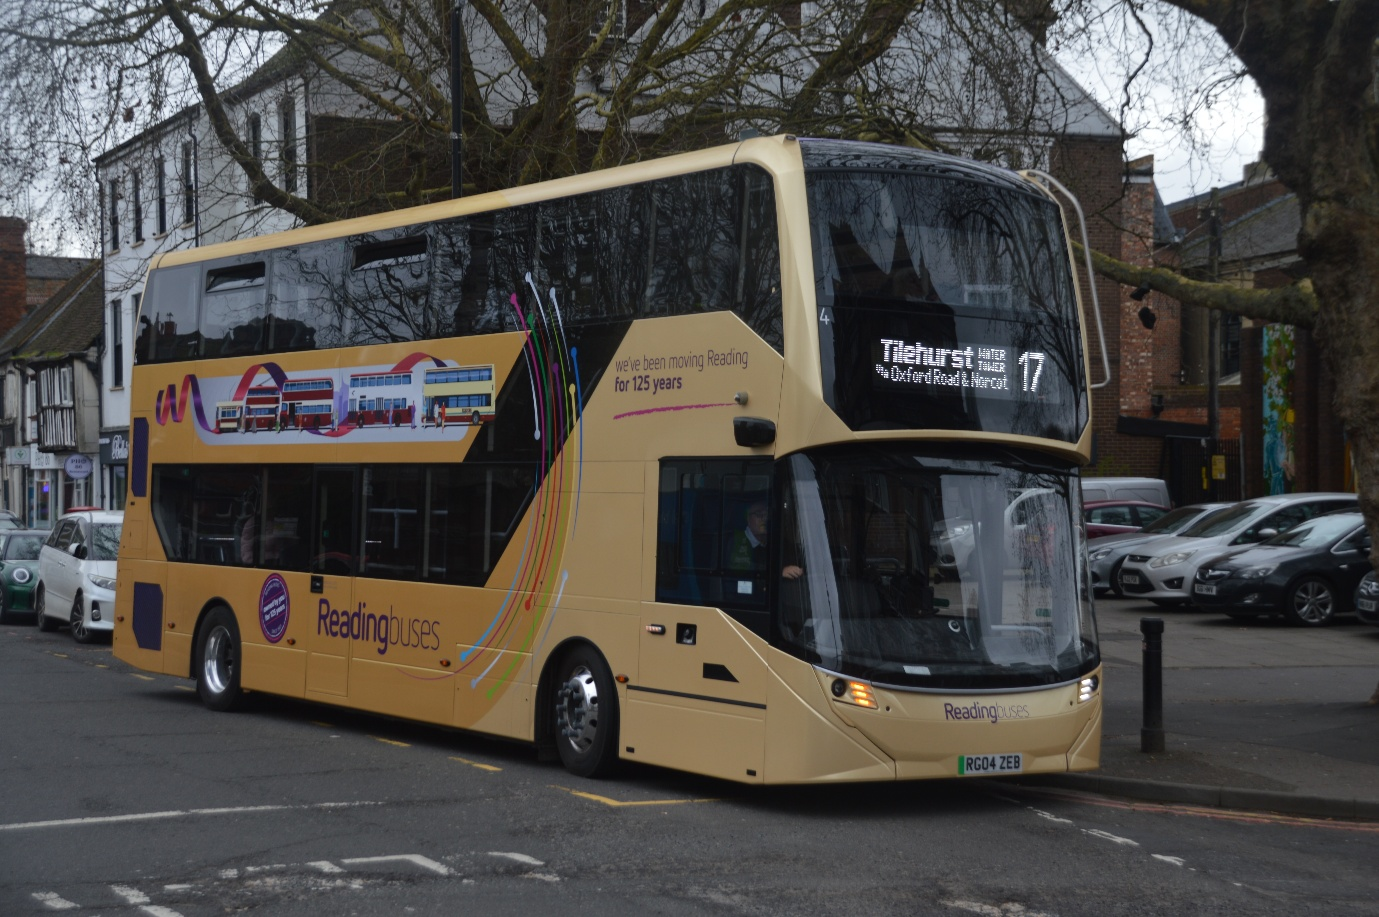 we've been moving Reading
for 125 years
4
Tilehurst WATER TOWER 17
Oxford Road & Norcot
Readingbuses
Readingbuses
RG04 ZEB